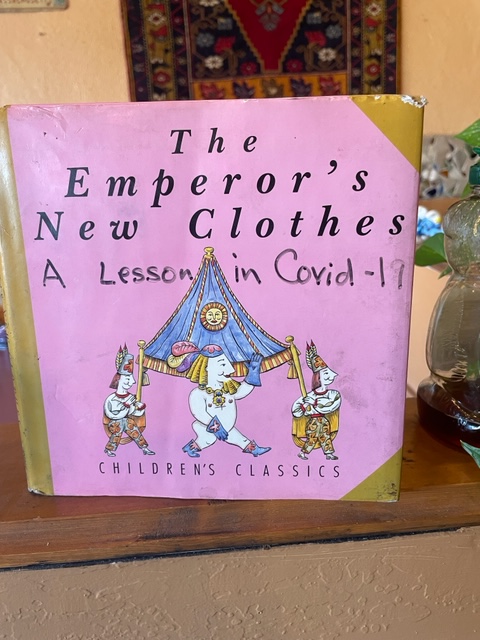 The
Emperor's
New Clothes
A Lesson in Covid-19
CHILDREN'S CLASSICS